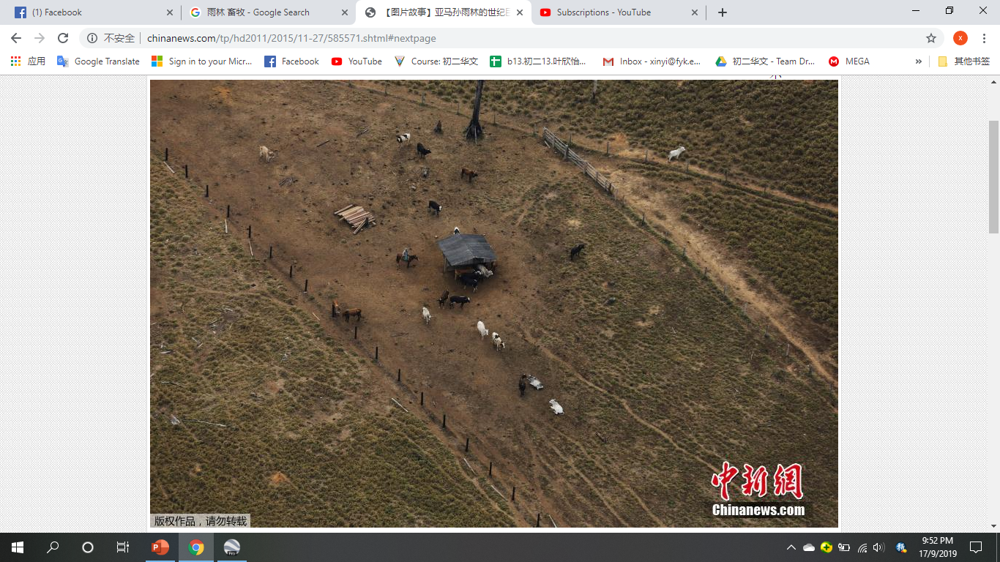 (1) Facebook
雨林 畜牧 - Google Search
【图片故事】亚马孙雨林的世纪
Subscriptions - YouTube
不安全
chinanews.com/tp/hd2011/2015/11-27/585571.shtml#nextpage
x
应用
Google Translate
Sign in to your Micr...
Facebook
YouTube
Course: 初二华文
b13.初二13.叶欣怡...
Inbox - xinyi@fyk.e...
初二华文 - Team Dr...
MEGA
»
其他书签
中新網
Chinanews.com
版权作品，请勿转载
9:52 PM
17/9/2019